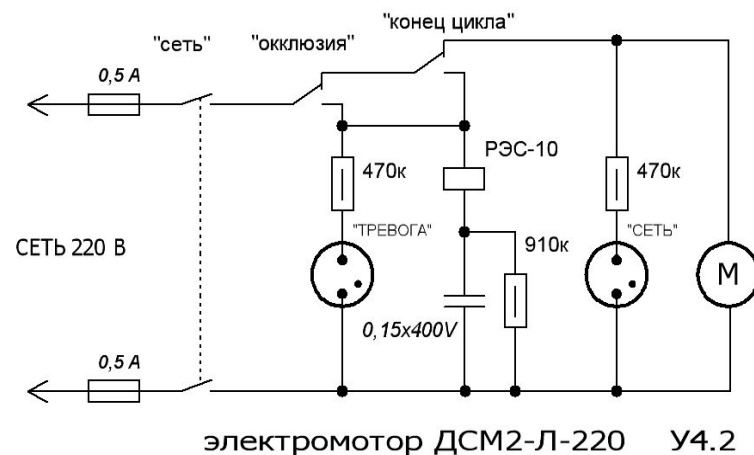 "конец цикла"
"сеть"
"окклюзия"
0,5 А
РЭС-10
470к
470к
"ТРЕВОГА"
"СЕТЬ"
910к
СЕТЬ 220 В
М
0,15х400V
0,5 А
электромотор ДСМ2-Л-220 У4.2